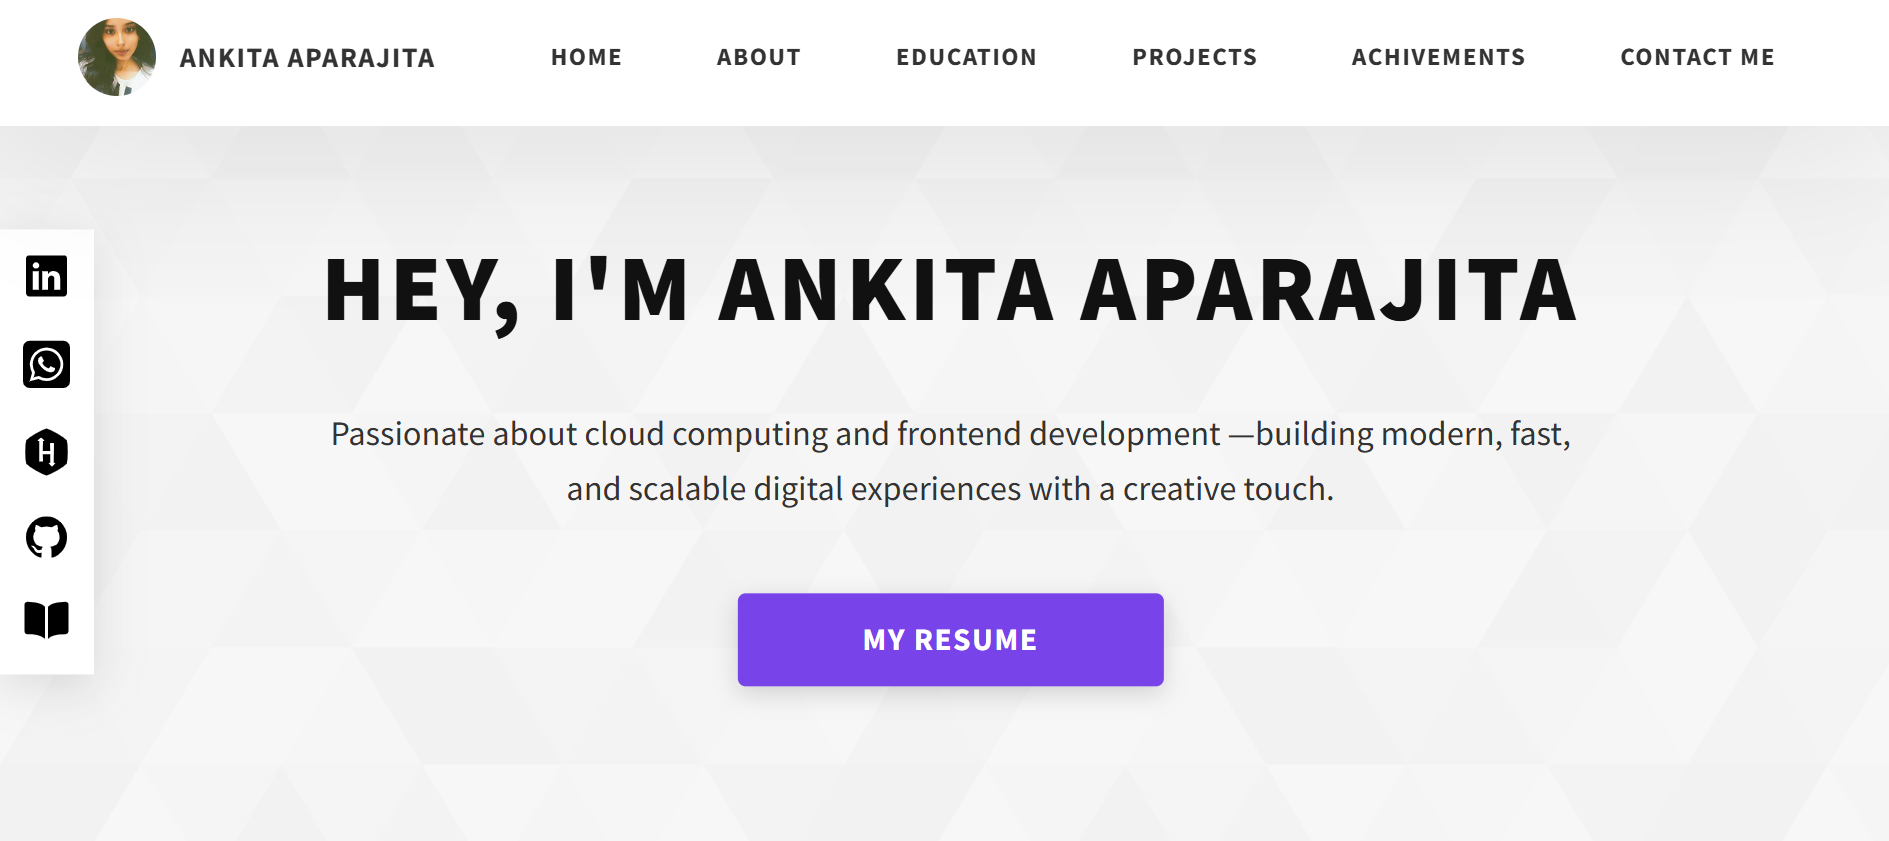 ANKITA APARAJITA
HOME
ABOUT
EDUCATION
PROJECTS
ACHIVEMENTS
CONTACT ME
in
HEY, I'M ANKITA APARAJITA
Passionate about cloud computing and frontend development —building modern, fast,
and scalable digital experiences with a creative touch.
MY RESUME